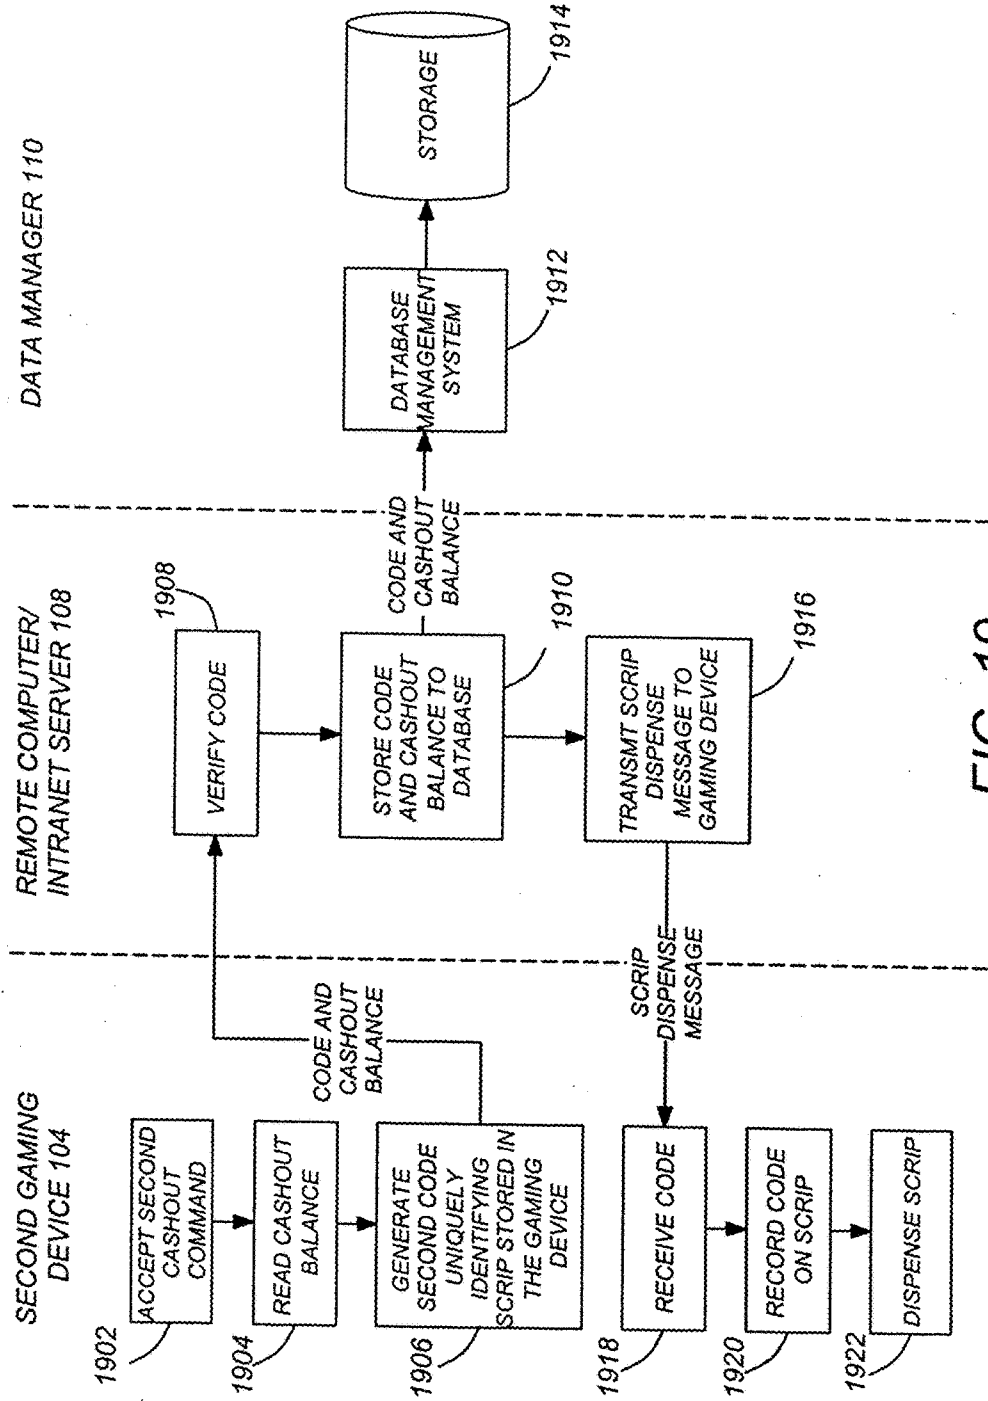 SECOND GAMING
DEVICE 104
REMOTE COMPUTER/
INTRANET SERVER 108
DATA MANAGER 110
1902
ACCEPT SECOND
CASHOUT
COMMAND
1904
READ CASHOUT
BALANCE
1906
GENERATE
SECOND CODE
UNIQUELY
IDENTIFYING
SCRIP STORED IN
THE GAMING
DEVICE
CODE AND
CASHOUT
BALANCE
VERIFY CODE
1908
STORE CODE
AND CASHOUT
BALANCE TO
DATABASE
1910
CODE AND
CASHOUT
BALANCE
DATABASE
MANAGEMENT
SYSTEM
1912
STORAGE
1914
TRANSMT SCRIP
DISPENSE
MESSAGE TO
GAMING DEVICE
1916
SCRIP
DISPENSE
MESSAGE
1918
RECEIVE CODE
1920
RECORD CODE
ON SCRIP
1922
DISPENSE SCRIP